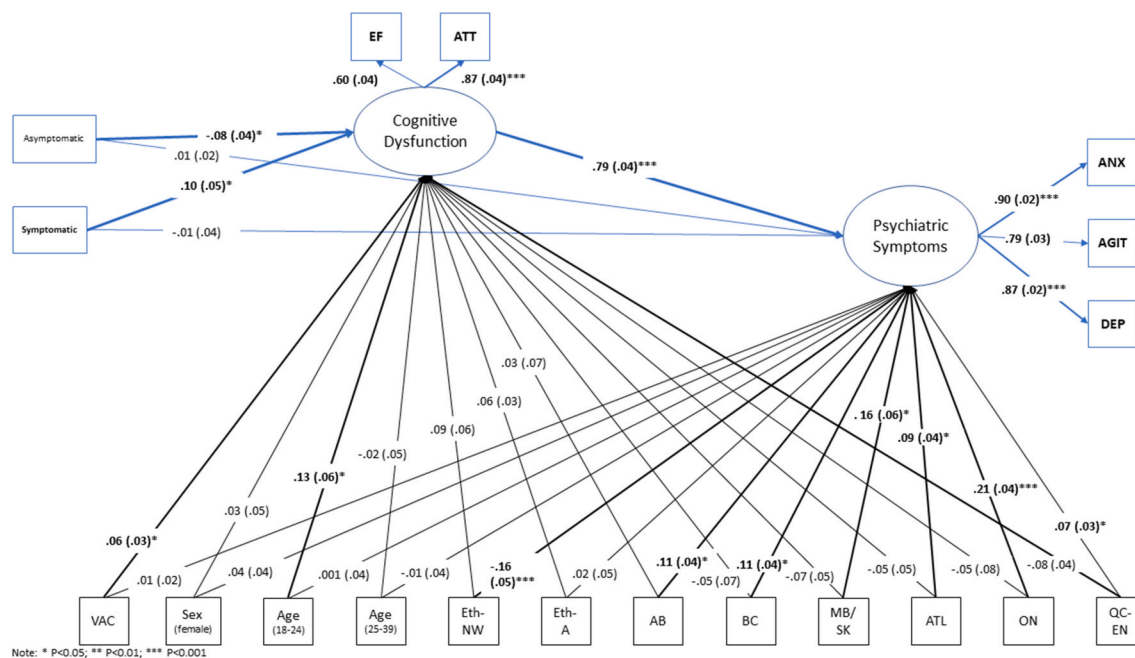 EF
ATT
.60 (.04)
.87 (.04)***
Cognitive
Dysfunction
Asymptomatic
-.08 (.04)*
.01 (.02)
.10 (.05)*
Symptomatic
-.01 (.04)
.79 (.04)***
Psychiatric
Symptoms
ANX
.90 (.02)***
.79 (.03)
AGIT
.87 (.02)***
DEP
.03 (.07)
.06 (.03)
.09 (.06)
-.02 (.05)
.13 (.06)*
.03 (.05)
.06 (.03)*
. 16 (.06)*
.09 (.04)*
.21 (.04)***
.07 (.03)*
.01 (.02)
.04 (.04)
.001 (.04)
-.01 (.04)
-.16
(.05)***
.02 (.05)
.11 (.04)*
-.05 (.07)
.11 (.04)*
-.07 (.05)
-.05 (.05)
-.05 (.08)
-.08 (.04)
VAC
Sex
(female)
Age
(18-24)
Age
(25-39)
Eth-
NW
Eth-
A
AB
BC
MB/
SK
ATL
ON
QC-
EN
Note: * P<0.05; ** P<0.01; *** P<0.001